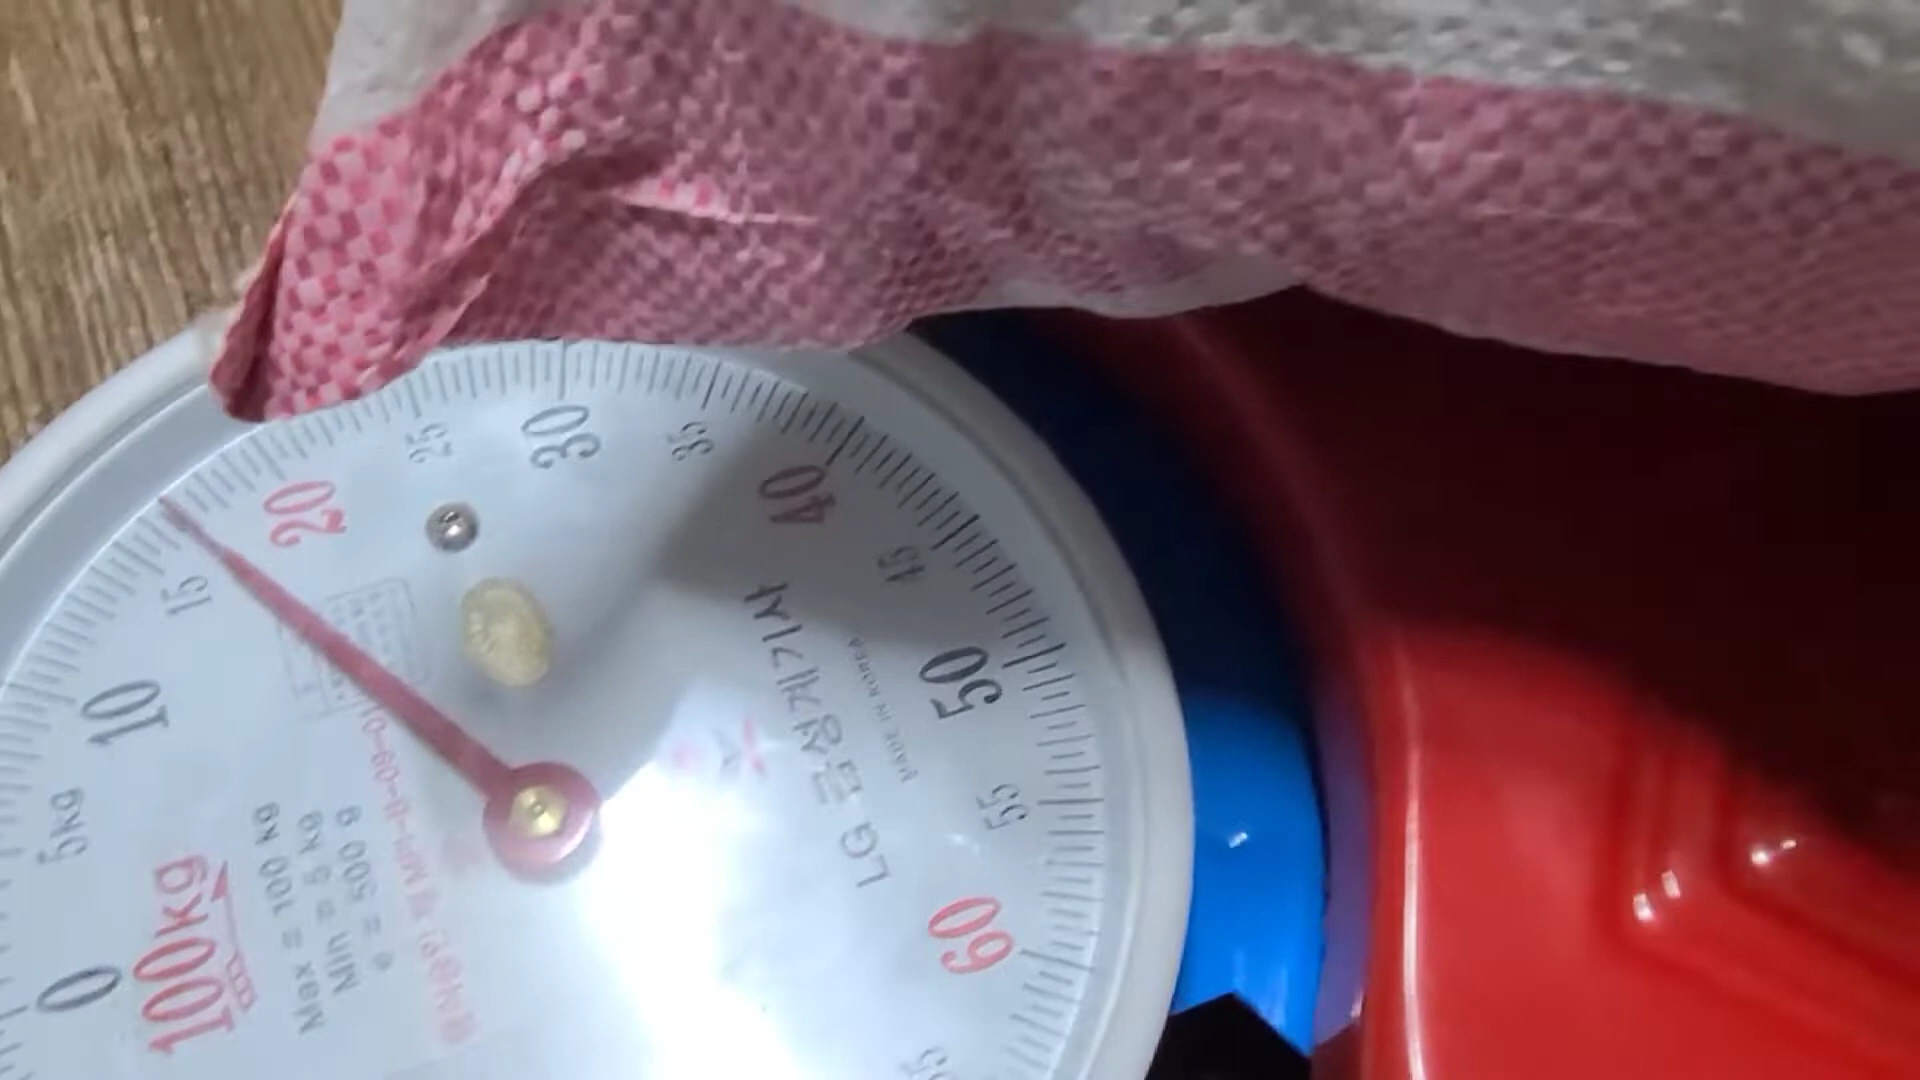 0
5kg
10
15
20
25
30
35
40
45
50
55
60
100kg
Max = 100 kg
Min = 5 kg
e = 500 g
LG 금성계기사
MADE IN KOREA